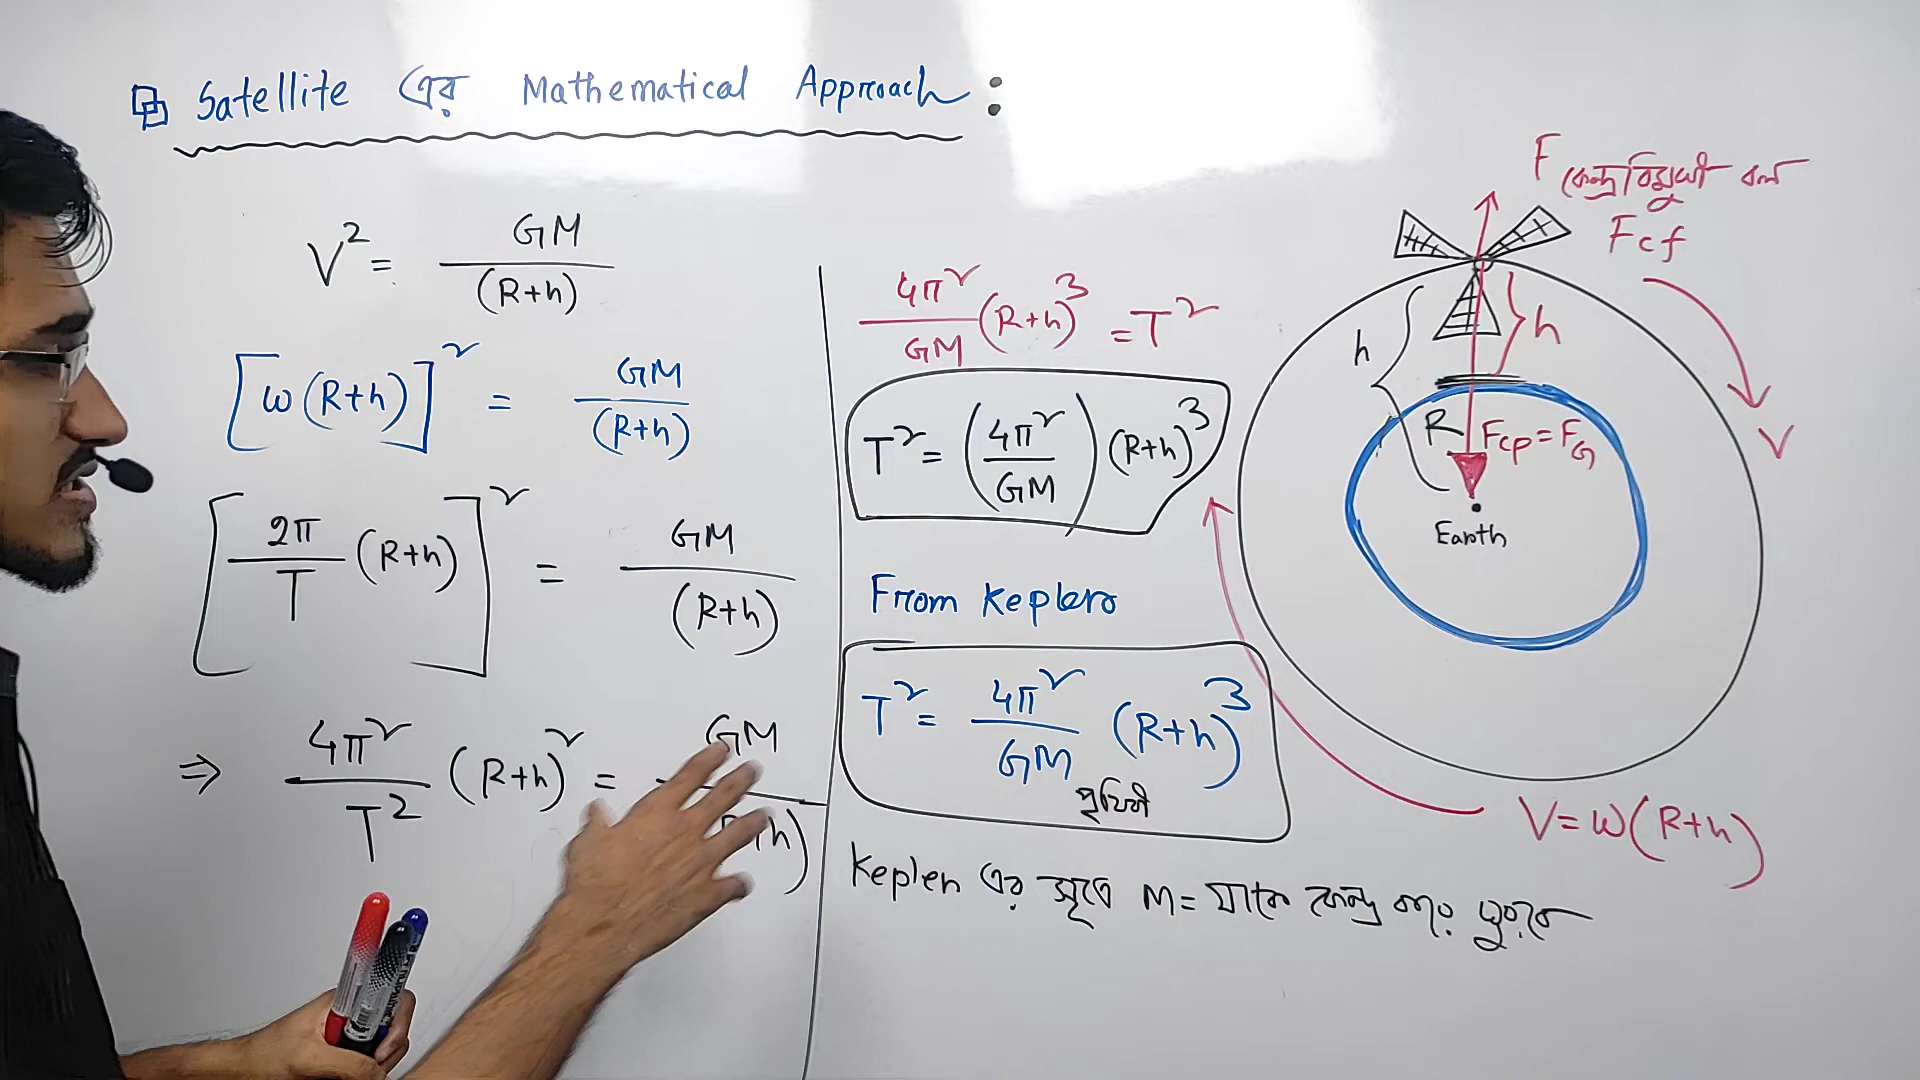 Satellite এর Mathematical Approach :
V² = GM / (R+h)
[ω(R+h)]² = GM / (R+h)
[2π / T (R+h)]² = GM / (R+h)
⇒ 4π² / T² (R+h)² = GM / (R+h)
4π² / GM (R+h)³ = T²
T² = (4π² / GM) (R+h)³
From Keplers
T² = 4π² / GM (R+h)³
পৃথিবী
Kepler এর সূত্রে M = যাকে কেন্দ্র করে ঘুরবে
F কেন্দ্রবিমুখী বল
Fcf
h
h
R
Fcp = FG
Earth
V
V = ω(R+h)